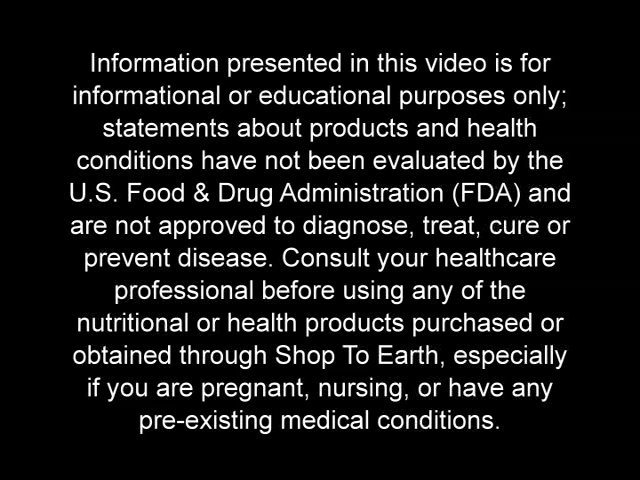 Information presented in this video is for
informational or educational purposes only;
statements about products and health
conditions have not been evaluated by the
U.S. Food & Drug Administration (FDA) and
are not approved to diagnose, treat, cure or
prevent disease. Consult your healthcare
professional before using any of the
nutritional or health products purchased or
obtained through Shop To Earth, especially
if you are pregnant, nursing, or have any
pre-existing medical conditions.